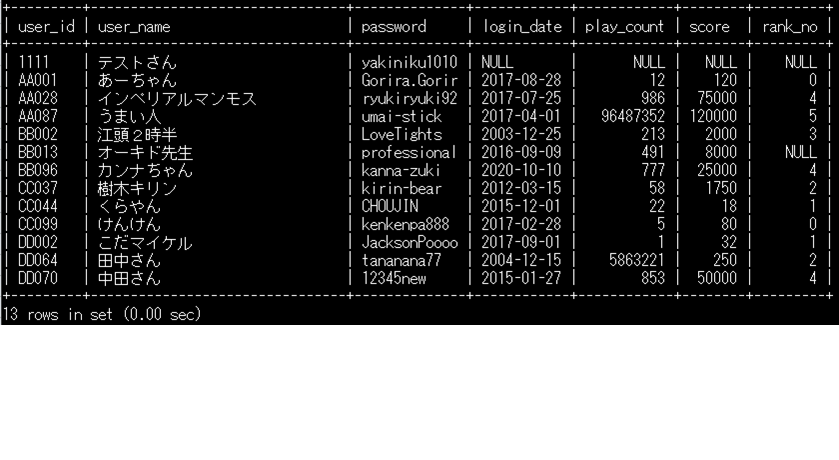 +---------+---------------------------+--------------+------------+------------+--------+---------+
| user_id | user_name | password | login_date | play_count | score | rank_no |
+---------+---------------------------+--------------+------------+------------+--------+---------+
| 1111 | テストさん | yakiniku1010 | NULL | NULL | NULL | NULL |
| AA001 | あーちゃん | Gorira.Gorir | 2017-08-28 | 12 | 120 | 0 |
| AA028 | インペリアルマンモス | ryukiryuki92 | 2017-07-25 | 986 | 75000 | 4 |
| AA087 | うまい人 | umai-stick | 2017-04-01 | 96487352 | 120000 | 5 |
| BB002 | 江頭２時半 | LoveTights | 2003-12-25 | 213 | 2000 | 3 |
| BB013 | オーキド先生 | professional | 2016-09-09 | 491 | 8000 | NULL |
| BB096 | カンナちゃん | kanna-zuki | 2020-10-10 | 777 | 25000 | 4 |
| CC037 |樹木キリン | kirin-bear | 2012-03-15 | 58 | 1750 | 2 |
| CC044 | くらやん | CHOUJIN | 2015-12-01 | 22 | 18 | 1 |
| CC099 | けんけん | kenkenpa888 | 2017-02-28 | 5 | 80 | 0 |
| DD002 | こだマイケル | JacksonPoooo | 2017-09-01 | 1 | 32 | 1 |
| DD064 | 田中さん | tananana77 | 2004-12-15 | 5863221 | 250 | 2 |
| DD070 | 中田さん | 12345new | 2015-01-27 | 853 | 50000 | 4 |
+---------+---------------------------+--------------+------------+------------+--------+---------+
13 rows in set (0.00 sec)